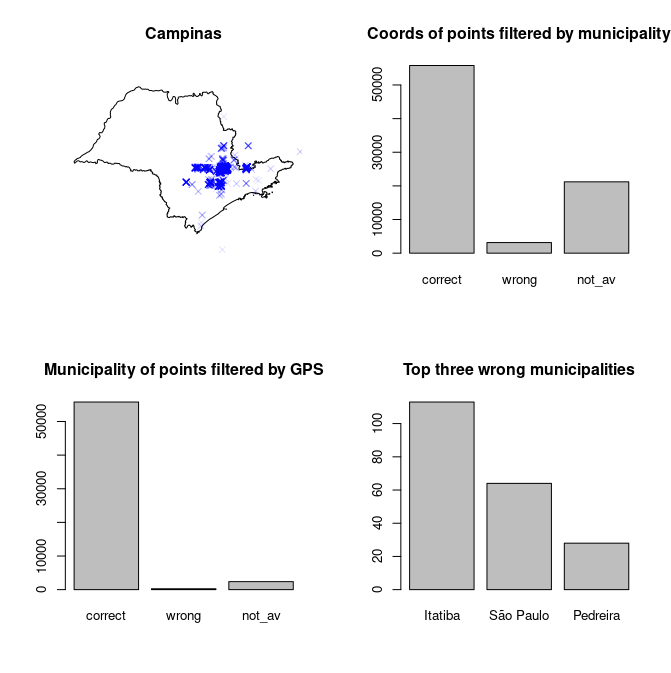 Campinas
Coords of points filtered by municipality
50000
30000
10000
0
correct wrong not_av
Municipality of points filtered by GPS
50000
30000
10000
0
correct wrong not_av
Top three wrong municipalities
100
80
60
40
20
0
Itatiba São Paulo Pedreira